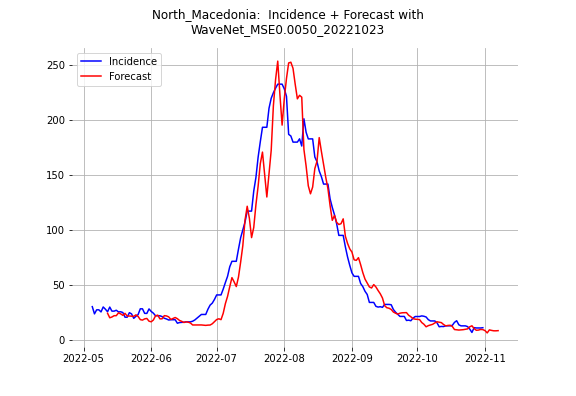 North_Macedonia:  Incidence + Forecast with
WaveNet_MSE0.0050_20221023
Incidence
Forecast
250
200
150
100
50
0
2022-05 2022-06 2022-07 2022-08 2022-09 2022-10 2022-11